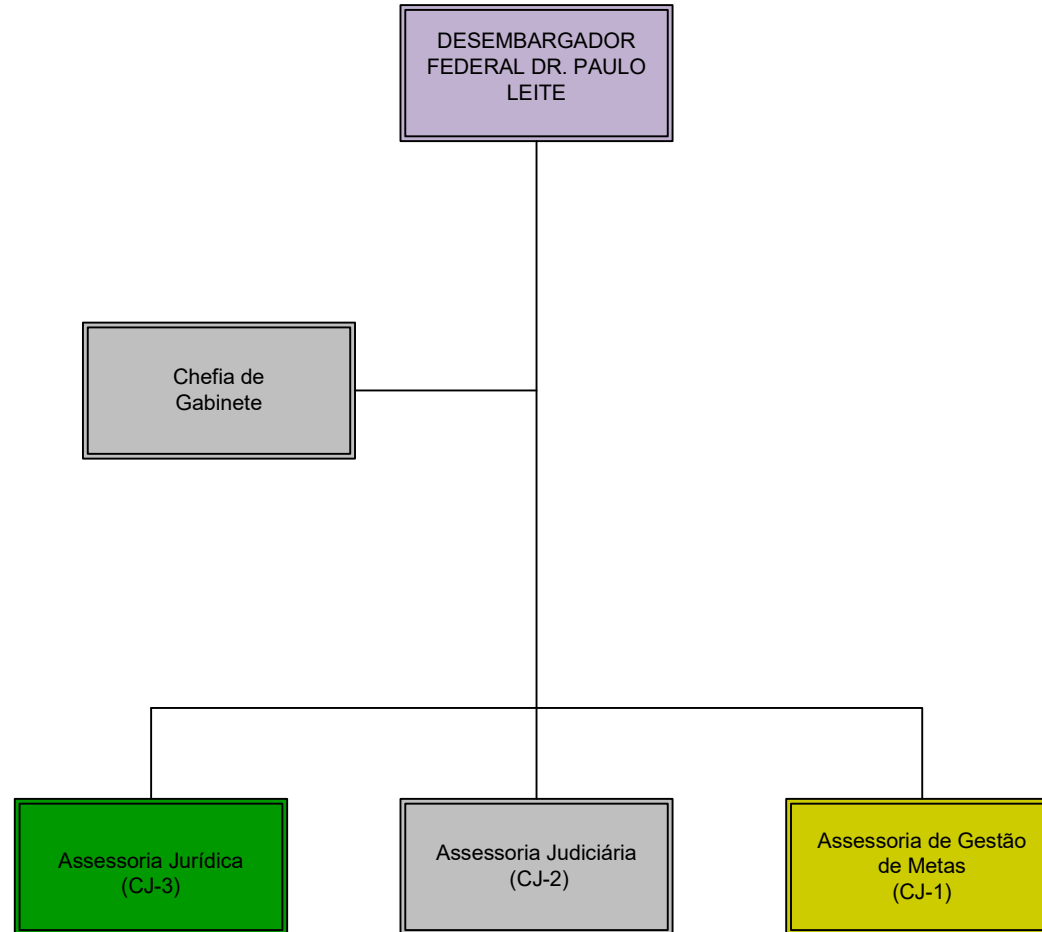 DESEMBARGADOR
FEDERAL DR. PAULO
LEITE
Chefia de
Gabinete
Assessoria Jurídica
(CJ-3)
Assessoria Judiciária
(CJ-2)
Assessoria de Gestão
de Metas
(CJ-1)